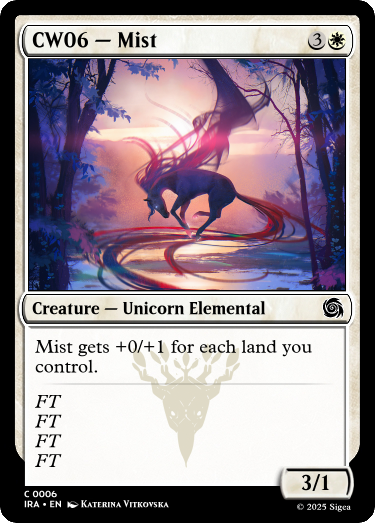 CW06 — Mist
3
Creature — Unicorn Elemental
Mist gets +0/+1 for each land you
control.
FT
FT
FT
FT
3/1
C 0006
IRA • EN Katerina Vitkovska
© 2025 Sigea